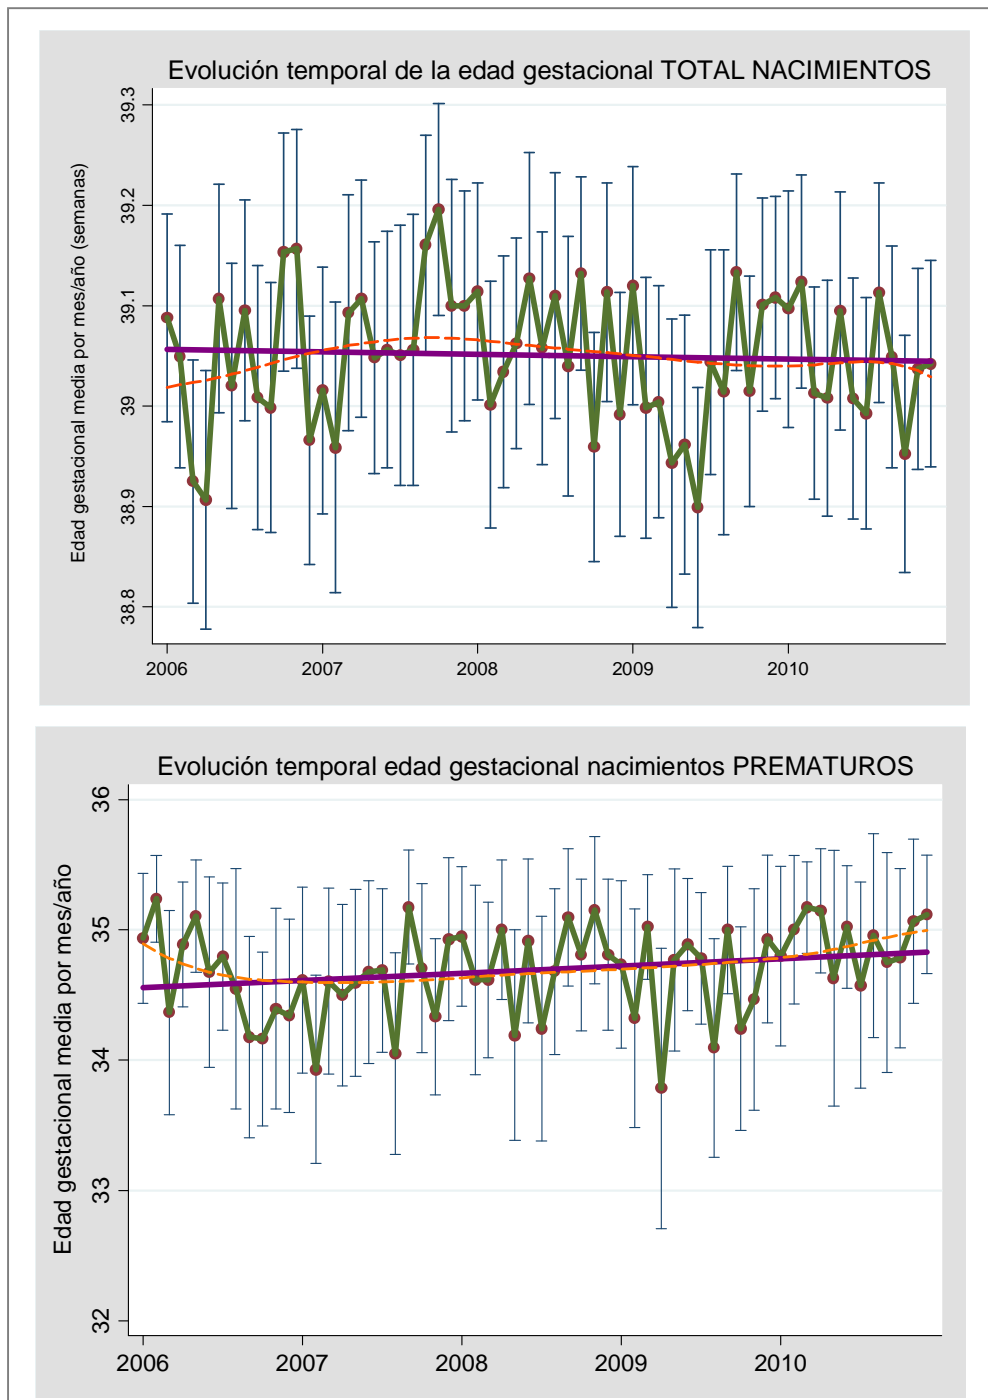 Evolución temporal de la edad gestacional TOTAL NACIMIENTOS
Edad gestacional media por mes/año (semanas)
39.3
39.2
39.1
39
38.9
38.8
2006 2007 2008 2009 2010
Evolución temporal edad gestacional nacimientos PREMATUROS
Edad gestacional media por mes/año
36
35
34
33
32
2006 2007 2008 2009 2010